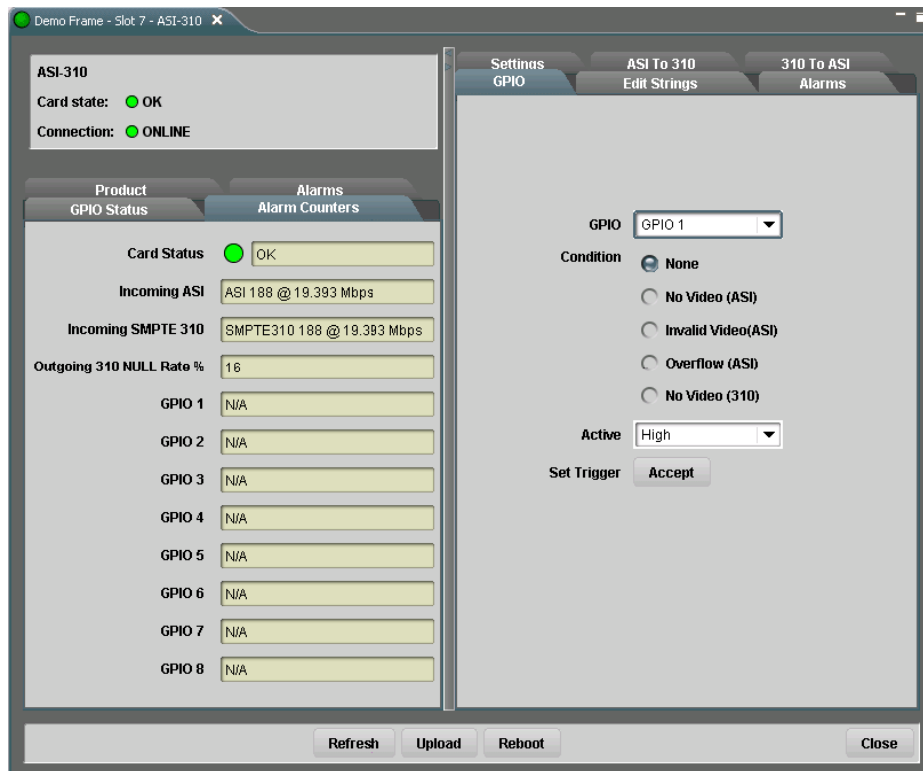 Demo Frame - Slot 7 - ASI-310
ASI-310
Card state: OK
Connection: ONLINE
Product Alarms
GPIO Status Alarm Counters
Card Status OK
Incoming ASI ASI 188 @ 19.393 Mbps
Incoming SMPTE 310 SMPTE310 188 @ 19.393 Mbps
Outgoing 310 NULL Rate % 16
GPIO 1 N/A
GPIO 2 N/A
GPIO 3 N/A
GPIO 4 N/A
GPIO 5 N/A
GPIO 6 N/A
GPIO 7 N/A
GPIO 8 N/A
Settings ASI To 310 310 To ASI
GPIO Edit Strings Alarms
GPIO GPIO 1
Condition None
No Video (ASI)
Invalid Video(ASI)
Overflow (ASI)
No Video (310)
Active High
Set Trigger Accept
Refresh Upload Reboot Close